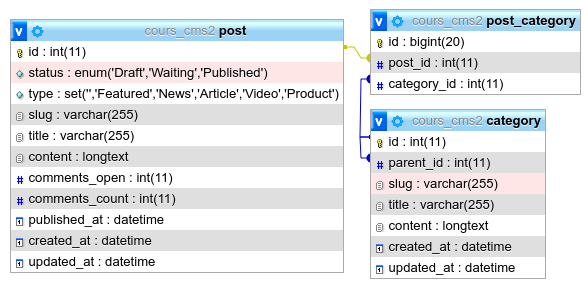 cours_cms2 post
id : int(11)
status : enum('Draft','Waiting','Published')
type : set('','Featured','News','Article','Video','Product')
slug : varchar(255)
title : varchar(255)
content : longtext
comments_open : int(11)
comments_count : int(11)
published_at : datetime
created_at : datetime
updated_at : datetime
cours_cms2 post_category
id : bigint(20)
post_id : int(11)
category_id : int(11)
cours_cms2 category
id : int(11)
parent_id : int(11)
slug : varchar(255)
title : varchar(255)
content : longtext
created_at : datetime
updated_at : datetime